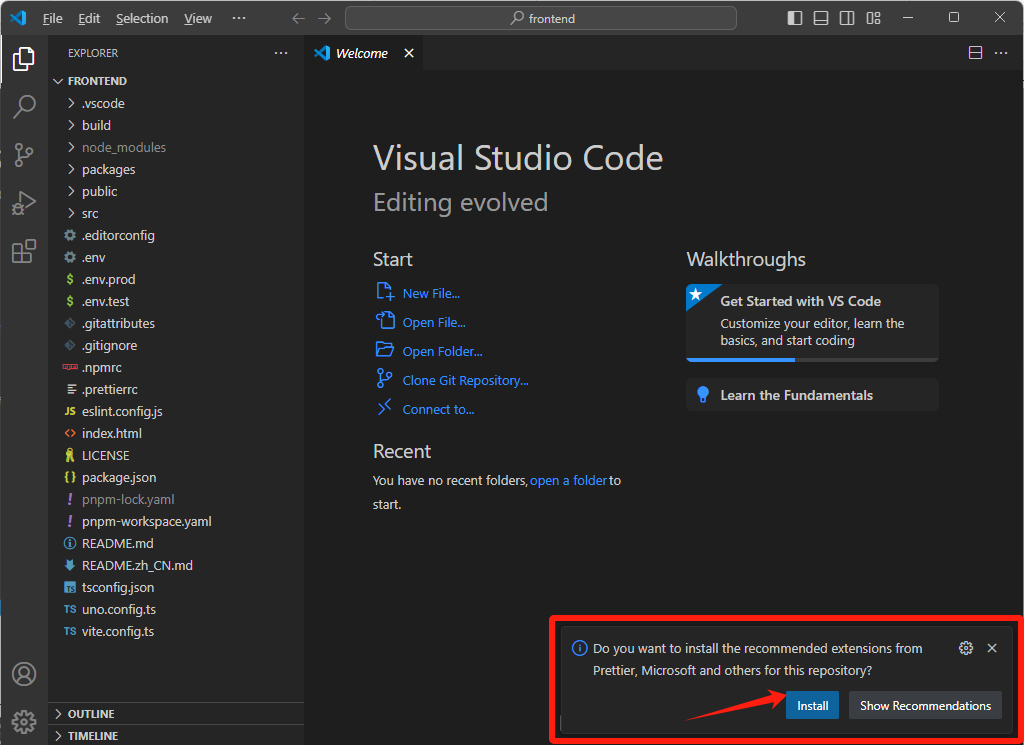 File Edit Selection View ··· frontend
EXPLORER ···
FRONTEND
.vscode
build
node_modules
packages
public
src
.editorconfig
.env
$ .env.prod
$ .env.test
.gitattributes
.gitignore
npm .npmrc
.prettierrc
JS eslint.config.js
<> index.html
LICENSE
{} package.json
! pnpm-lock.yaml
! pnpm-workspace.yaml
README.md
README.zh_CN.md
TS tsconfig.json
TS uno.config.ts
TS vite.config.ts
OUTLINE
TIMELINE
Welcome
Visual Studio Code
Editing evolved
Start
New File...
Open File...
Open Folder...
Clone Git Repository...
Connect to...
Recent
You have no recent folders, open a folder to
start.
Walkthroughs
Get Started with VS Code
Customize your editor, learn the
basics, and start coding
Learn the Fundamentals
Do you want to install the recommended extensions from
Prettier, Microsoft and others for this repository?
Install Show Recommendations